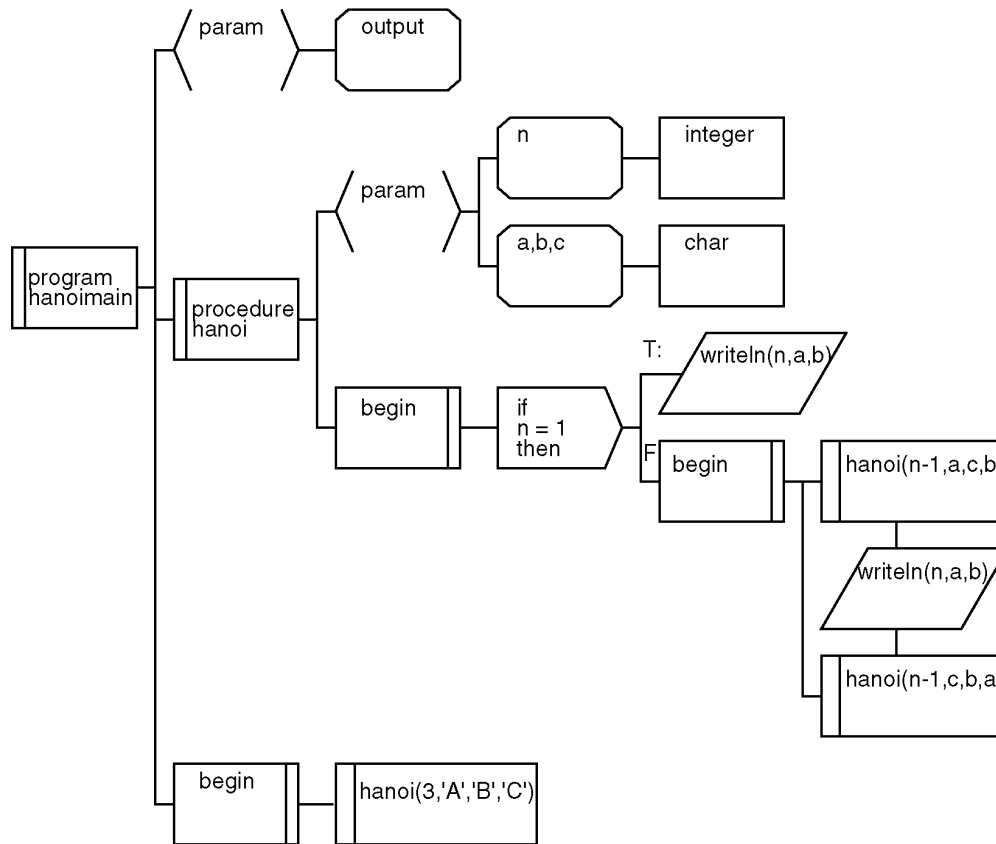 param
output
n
integer
param
a,b,c
char
program
hanoimain
procedure
hanoi
T:
writeln(n,a,b)
begin
if
n = 1
then
F
begin
hanoi(n-1,a,c,b
writeln(n,a,b)
hanoi(n-1,c,b,a
begin
hanoi(3,'A','B','C')